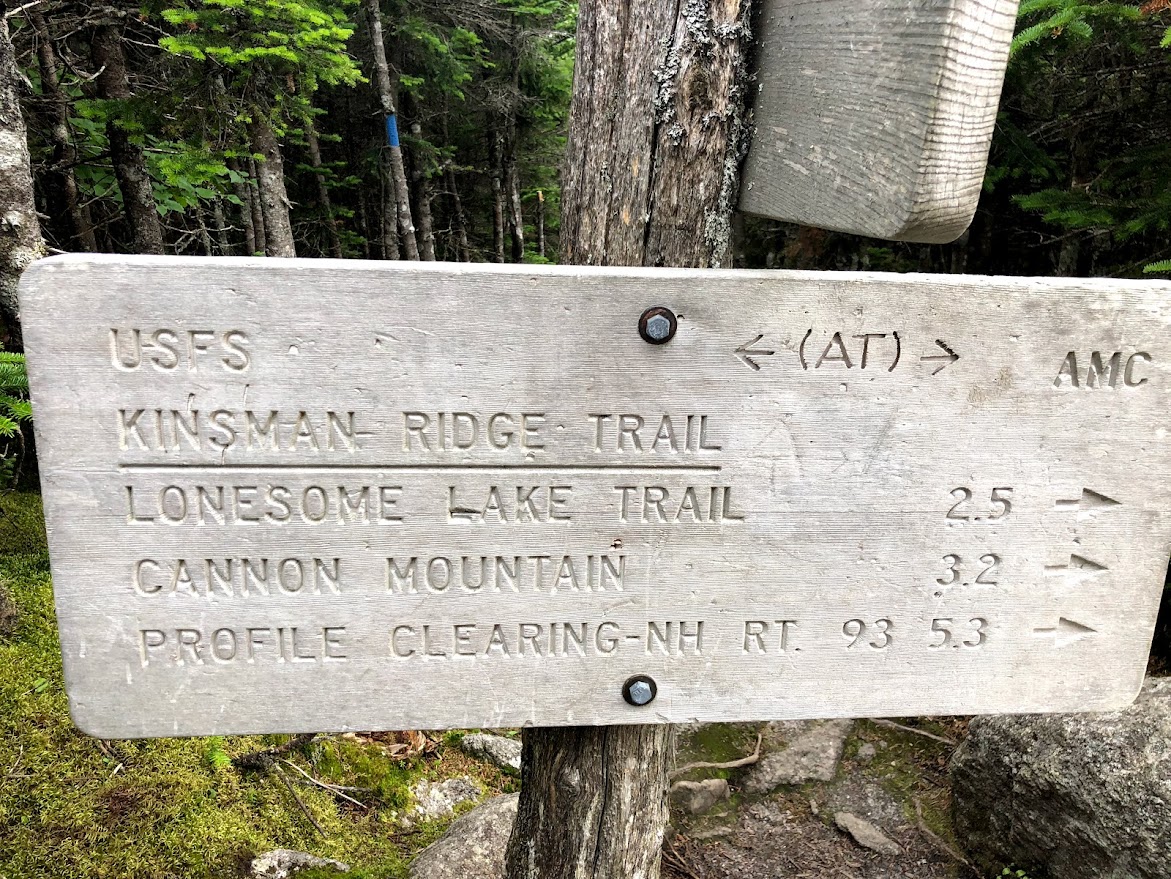 USFS ← (AT) → AMC
KINSMAN RIDGE TRAIL
LONESOME LAKE TRAIL 2.5 →
CANNON MOUNTAIN 3.2 →
PROFILE CLEARING-NH RT. 93 5.3 →